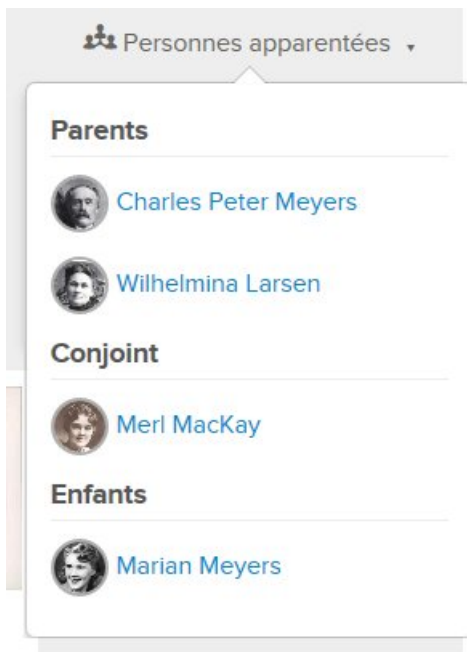 Personnes apparentées
Parents
Charles Peter Meyers
Wilhelmina Larsen
Conjoint
Merl MacKay
Enfants
Marian Meyers